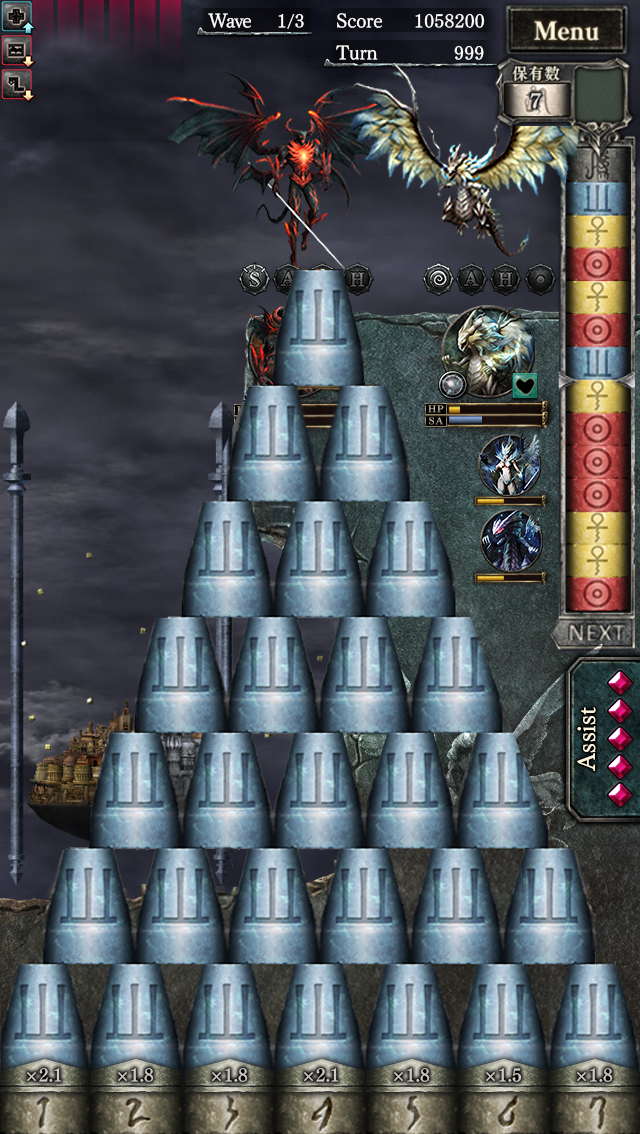 Wave 1/3 Score 1058200 Menu
Turn 999
保有数
7
S A H A H
HP
SA
NEXT
Assist
×2.1 ×1.8 ×1.8 ×2.1 ×1.8 ×1.5 ×1.8
1 2 3 4 5 6 7